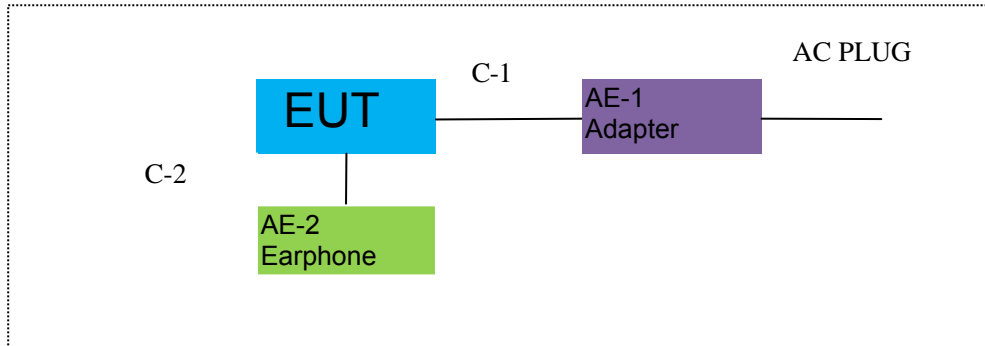 AC PLUG
C-1
EUT
AE-1
Adapter
C-2
AE-2
Earphone